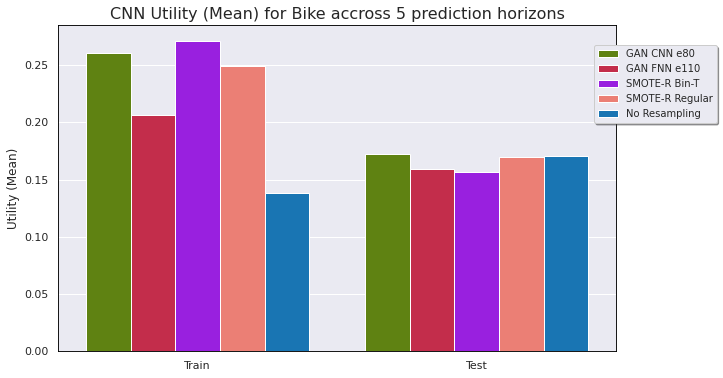 CNN Utility (Mean) for Bike accross 5 prediction horizons
GAN CNN e80
GAN FNN e110
SMOTE-R Bin-T
SMOTE-R Regular
No Resampling
Utility (Mean)
0.25
0.20
0.15
0.10
0.05
0.00
Train
Test